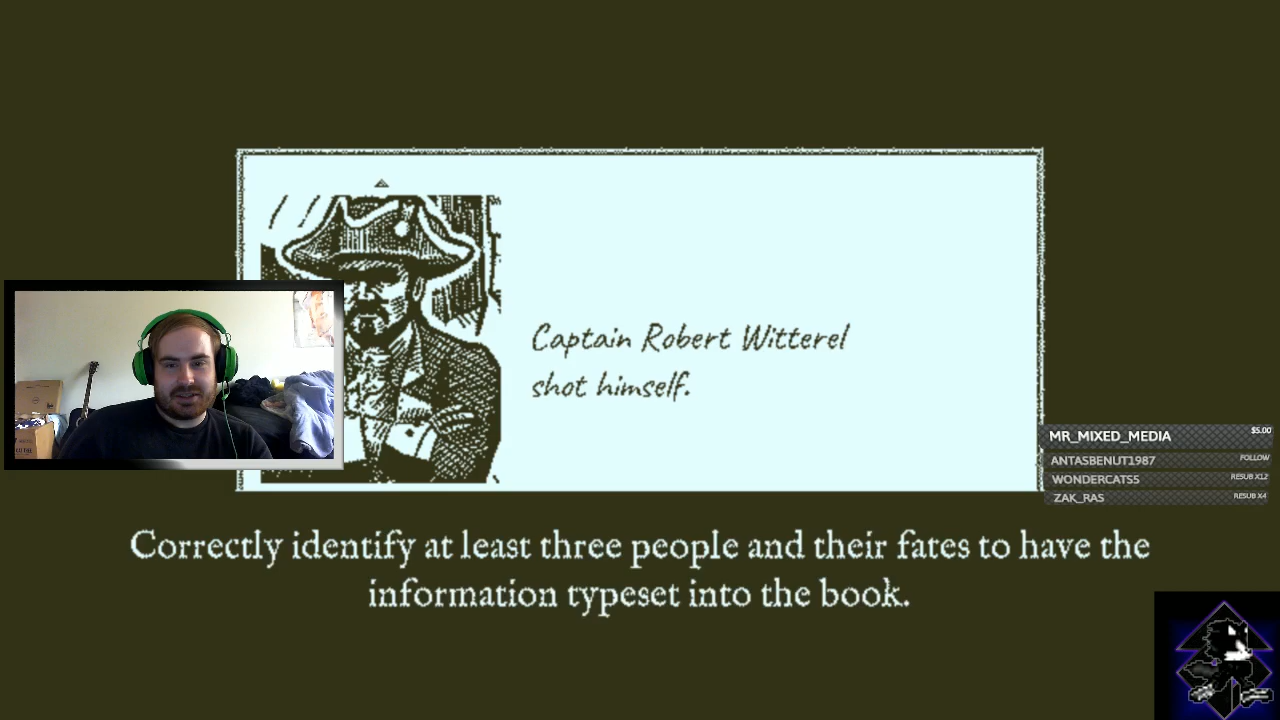 Captain Robert Witterel
shot himself.
MR_MIXED_MEDIA $5.00
ANTASBENUT1987 FOLLOW
WONDERCATSS RESUB X12
ZAK_RAS RESUB X4
Correctly identify at least three people and their fates to have the
information typeset into the book.